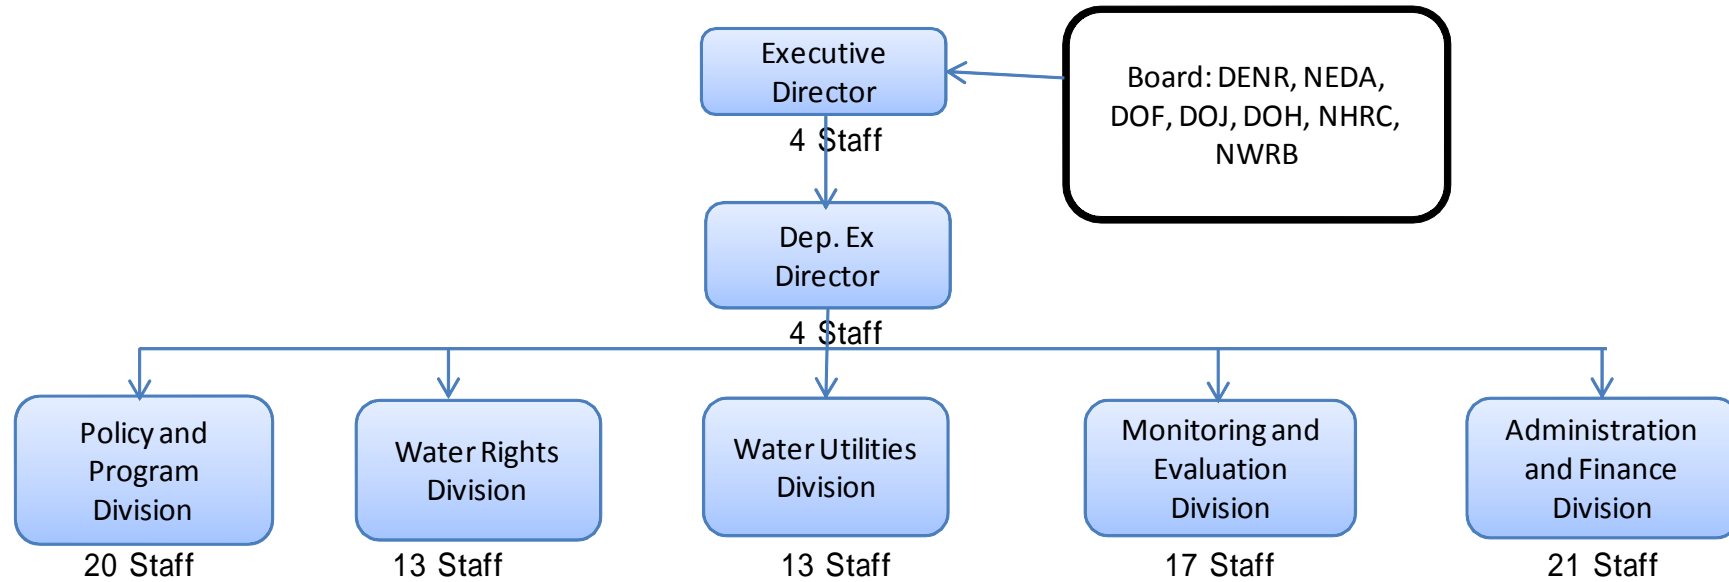 Executive
Director
4 Staff
Board: DENR, NEDA,
DOF, DOJ, DOH, NHRC,
NWRB
Dep. Ex
Director
4 Staff
Policy and
Program
Division
20 Staff
Water Rights
Division
13 Staff
Water Utilities
Division
13 Staff
Monitoring and
Evaluation
Division
17 Staff
Administration
and Finance
Division
21 Staff